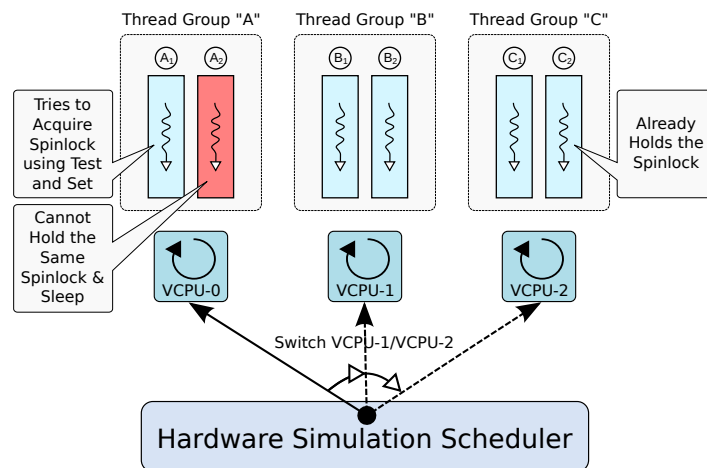 Thread Group "A"
Thread Group "B"
Thread Group "C"
A1
A2
B1
B2
C1
C2
Tries to
Acquire
Spinlock
using Test
and Set
Already
Holds the
Spinlock
Cannot
Hold the
Same
Spinlock &
Sleep
VCPU-0
VCPU-1
VCPU-2
Switch VCPU-1/VCPU-2
Hardware Simulation Scheduler